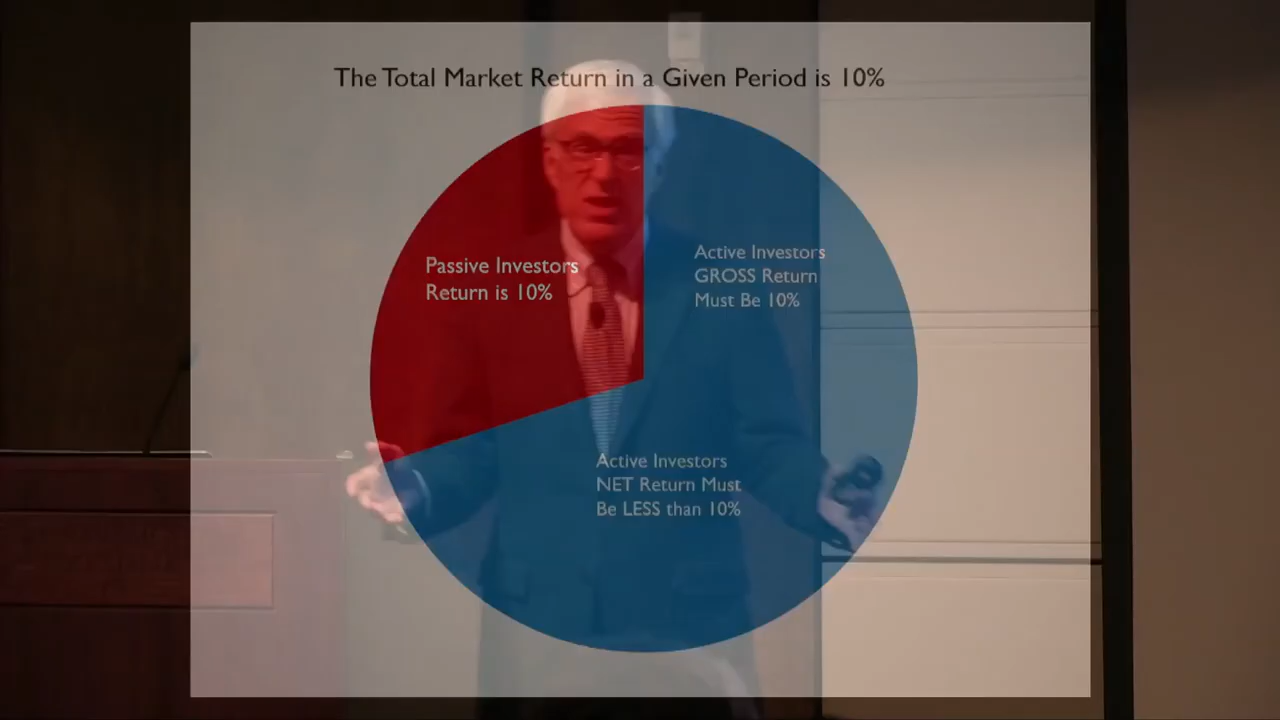 The Total Market Return in a Given Period is 10%
Passive Investors
Return is 10%
Active Investors
GROSS Return
Must Be 10%
Active Investors
NET Return Must
Be LESS than 10%